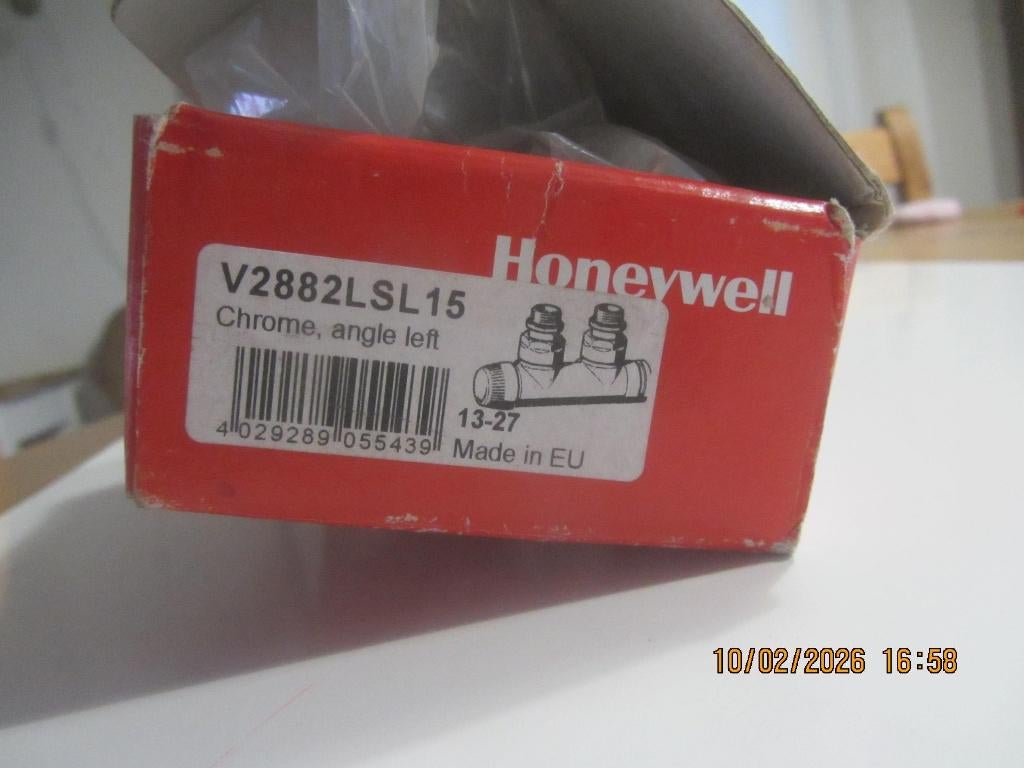 Honeywell
V2882LSL15
Chrome, angle left
4 029289 055439
13-27
Made in EU
10/02/2026 16:58